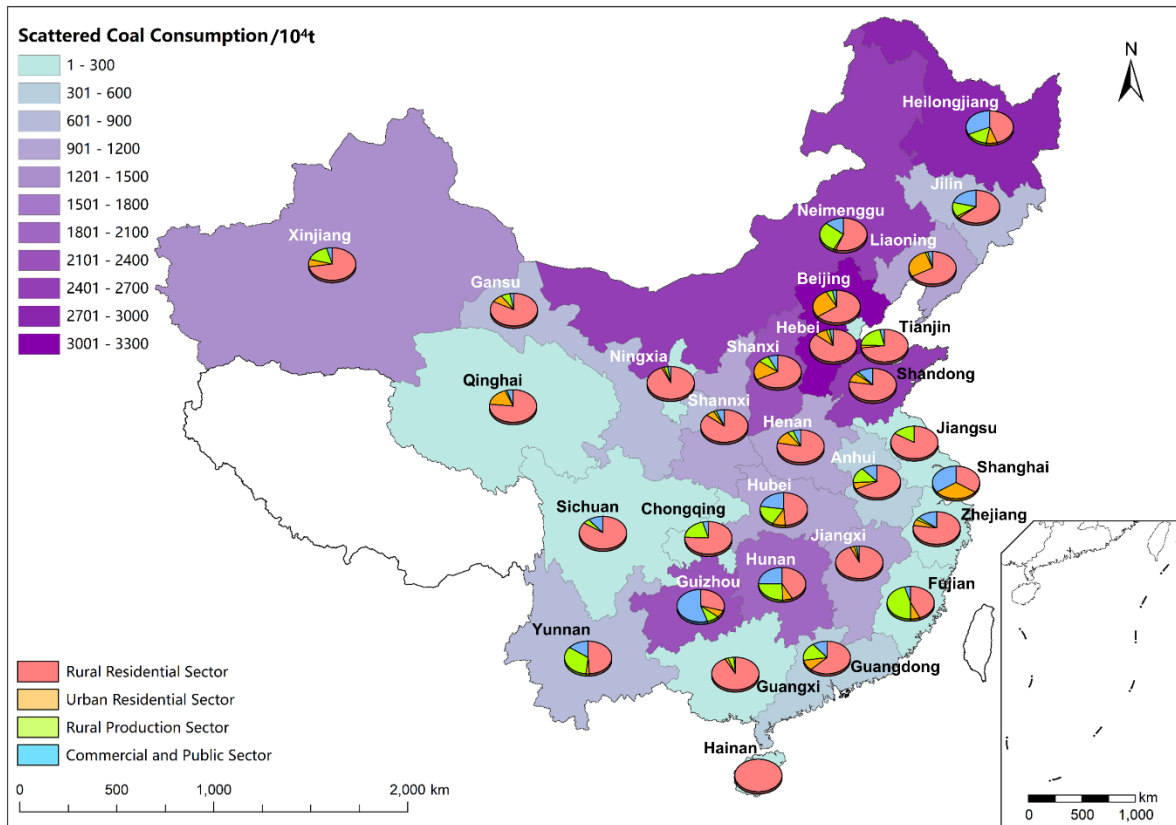 Scattered Coal Consumption/10⁴t
1 - 300
301 - 600
601 - 900
901 - 1200
1201 - 1500
1501 - 1800
1801 - 2100
2101 - 2400
2401 - 2700
2701 - 3000
3001 - 3300
N
Heilongjiang
Jilin
Neimenggu
Liaoning
Xinjiang
Beijing
Gansu
Hebei
Tianjin
Shanxi
Ningxia
Shandong
Qinghai
Shannxi
Henan
Jiangsu
Anhui
Shanghai
Hubei
Sichuan
Chongqing
Zhejiang
Jiangxi
Hunan
Guizhou
Fujian
Yunnan
Guangdong
Guangxi
Hainan
Rural Residential Sector
Urban Residential Sector
Rural Production Sector
Commercial and Public Sector
0 500 1,000 2,000 km
km
0 500 1,000